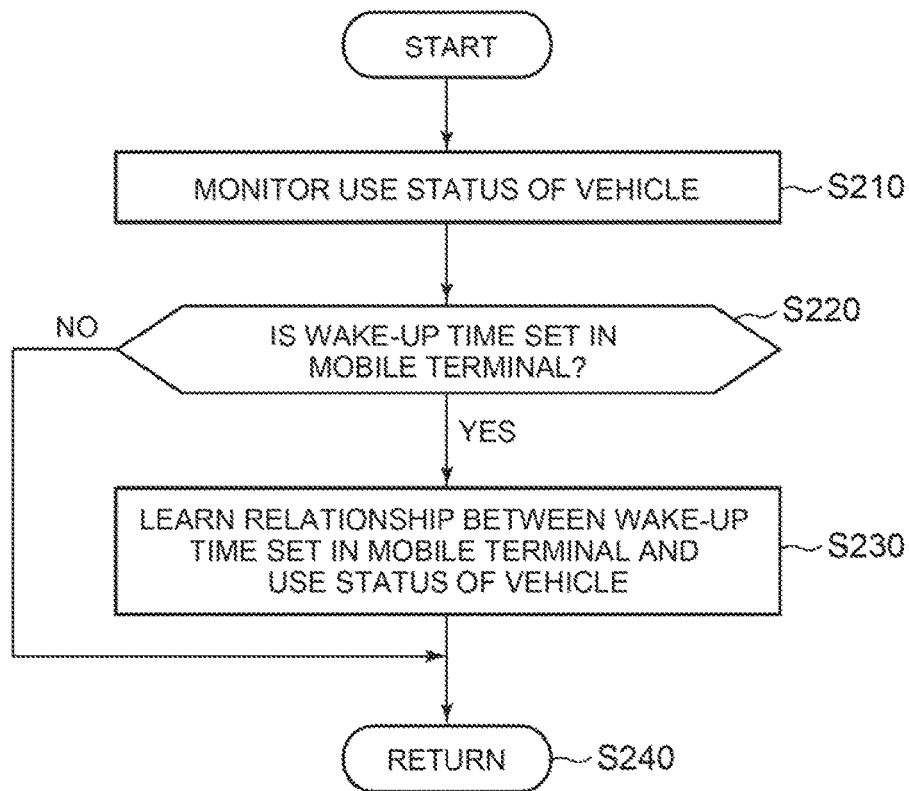 START
MONITOR USE STATUS OF VEHICLE
S210
S220
NO
IS WAKE-UP TIME SET IN
MOBILE TERMINAL?
YES
LEARN RELATIONSHIP BETWEEN WAKE-UP
TIME SET IN MOBILE TERMINAL AND
USE STATUS OF VEHICLE
S230
RETURN
S240